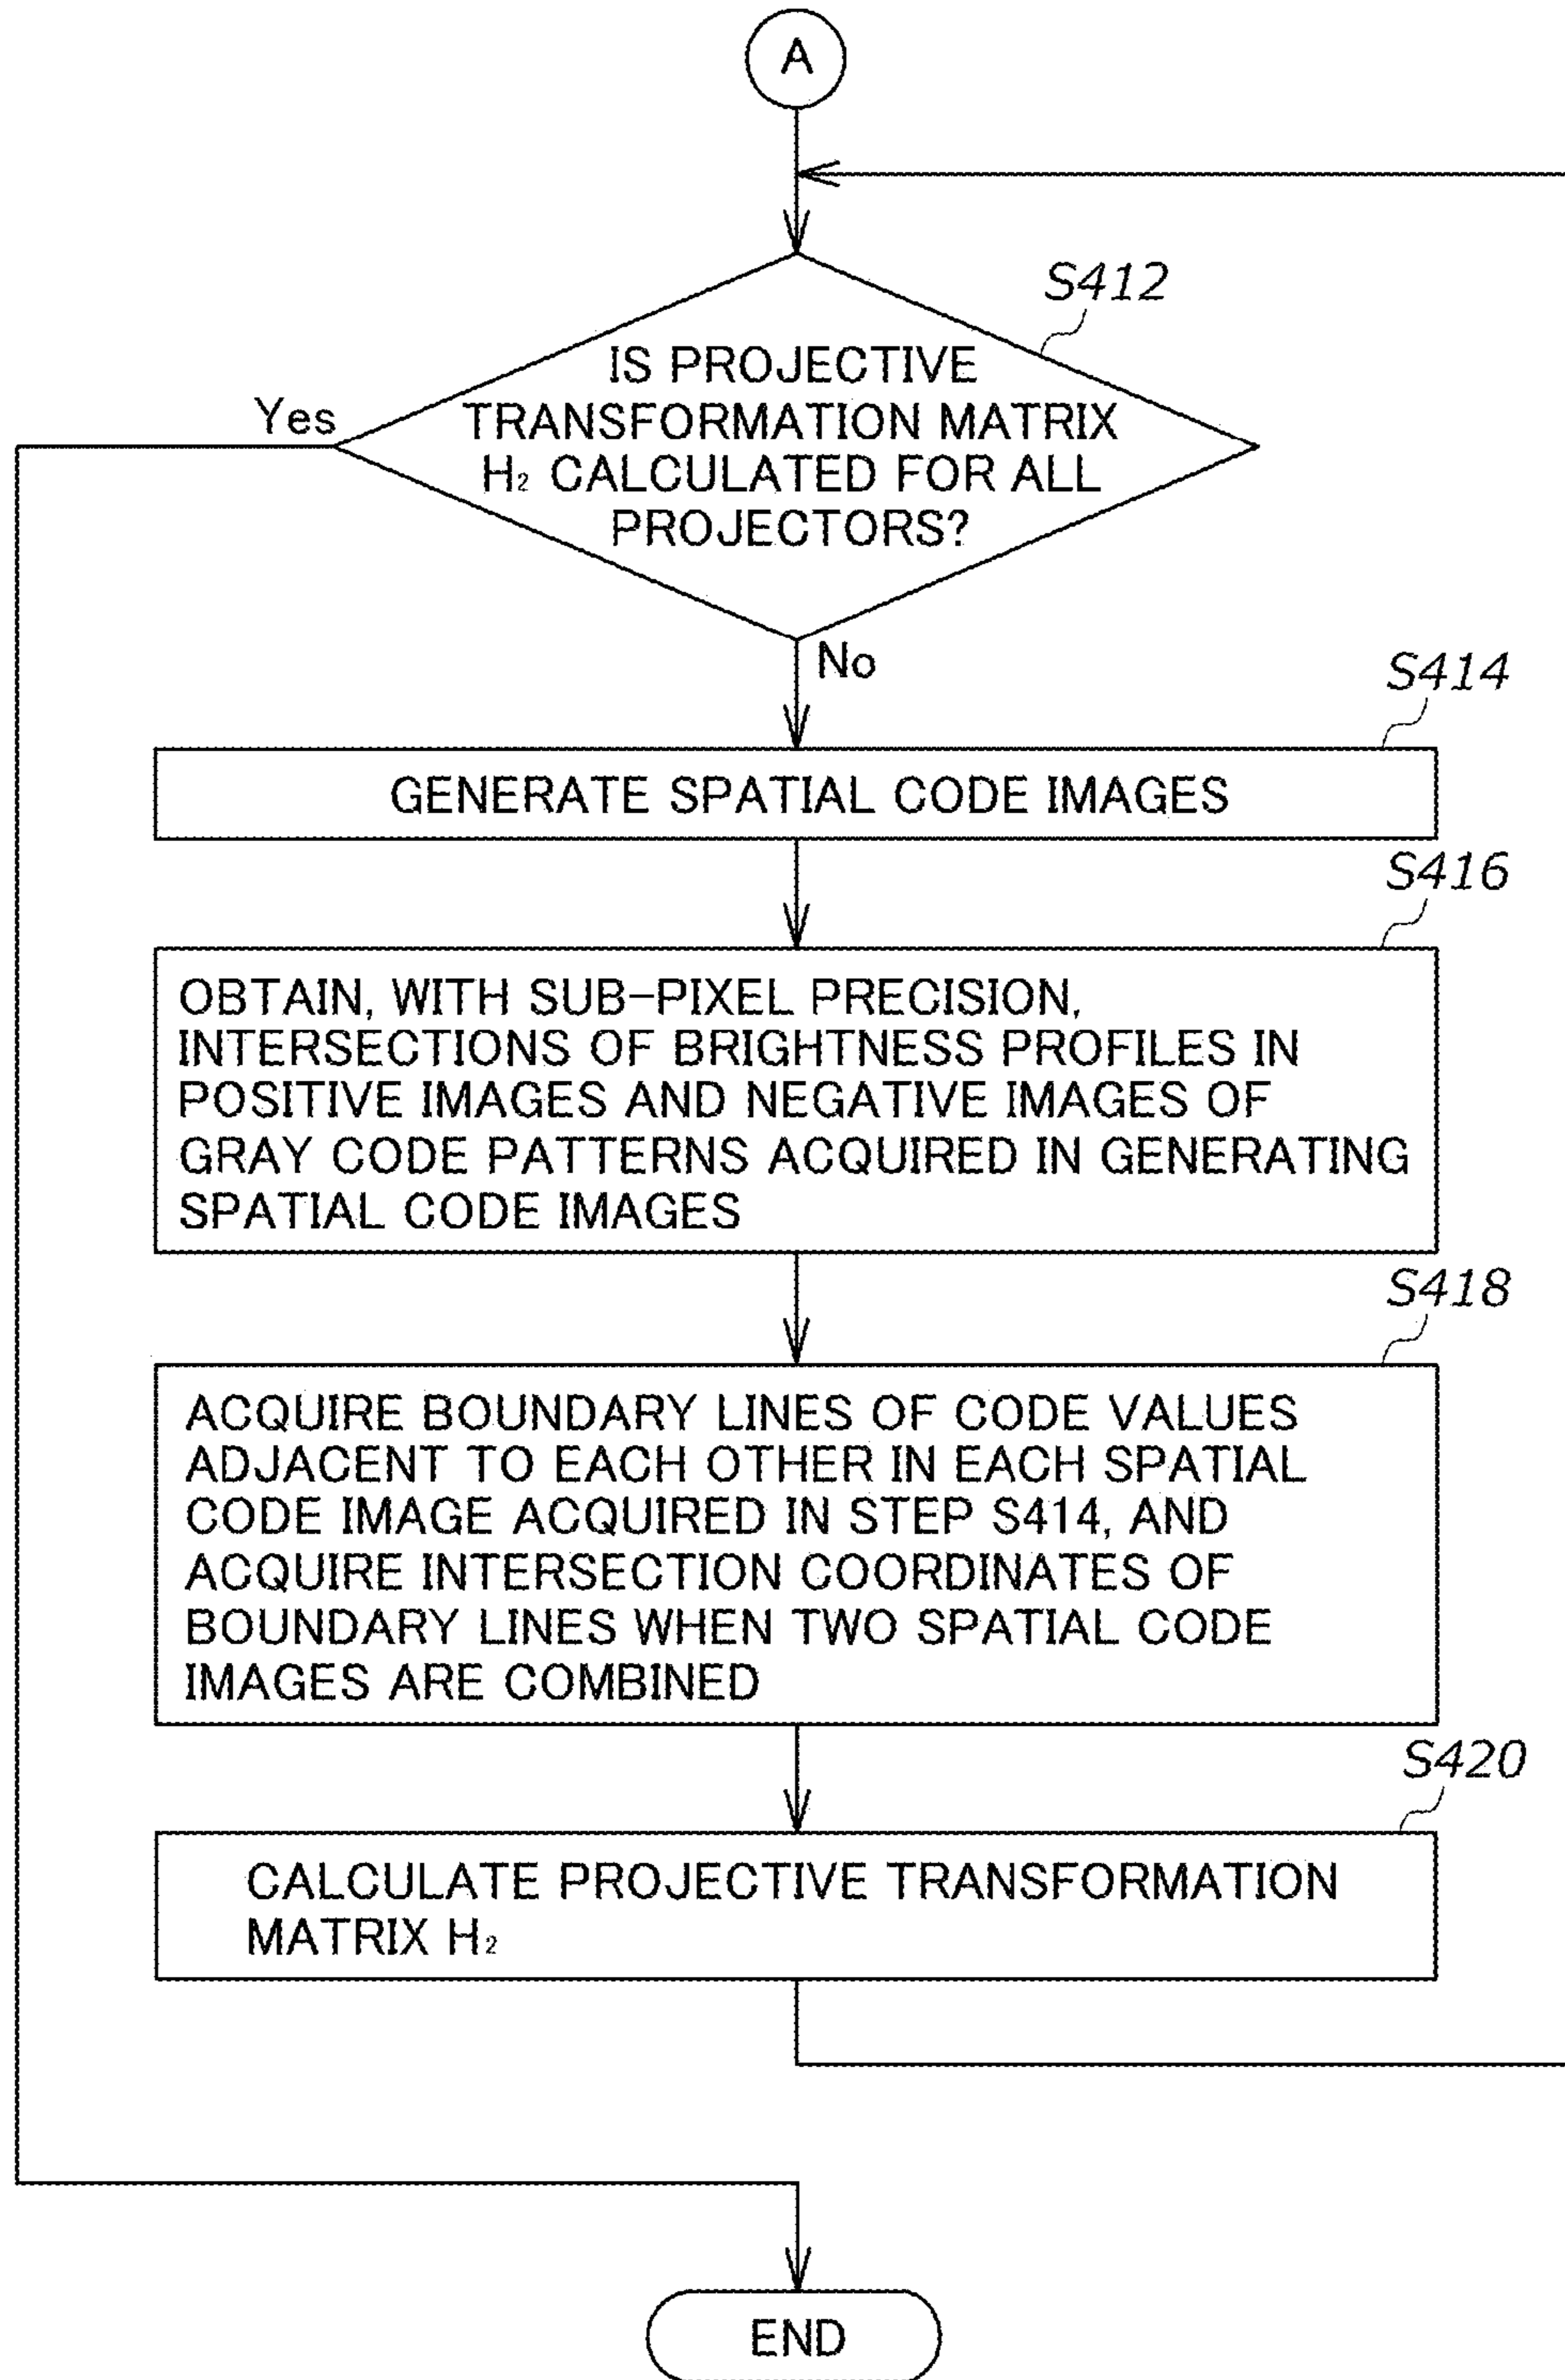 A
S412
IS PROJECTIVE
TRANSFORMATION MATRIX
H₂ CALCULATED FOR ALL
PROJECTORS?
Yes
No
S414
GENERATE SPATIAL CODE IMAGES
S416
OBTAIN, WITH SUB-PIXEL PRECISION,
INTERSECTIONS OF BRIGHTNESS PROFILES IN
POSITIVE IMAGES AND NEGATIVE IMAGES OF
GRAY CODE PATTERNS ACQUIRED IN GENERATING
SPATIAL CODE IMAGES
S418
ACQUIRE BOUNDARY LINES OF CODE VALUES
ADJACENT TO EACH OTHER IN EACH SPATIAL
CODE IMAGE ACQUIRED IN STEP S414, AND
ACQUIRE INTERSECTION COORDINATES OF
BOUNDARY LINES WHEN TWO SPATIAL CODE
IMAGES ARE COMBINED
S420
CALCULATE PROJECTIVE TRANSFORMATION
MATRIX H₂
END